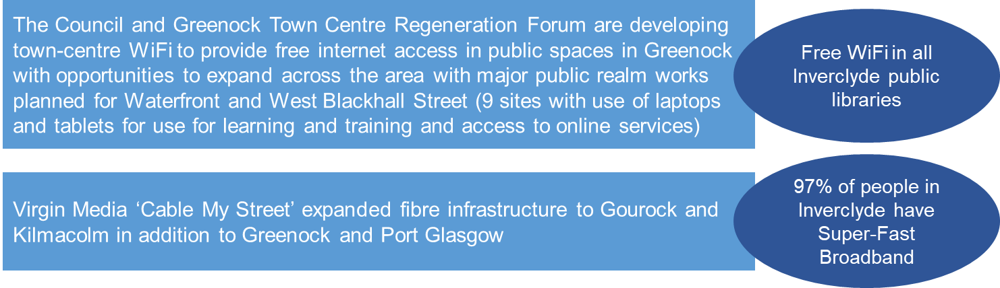 The Council and Greenock Town Centre Regeneration Forum are developing
town-centre WiFi to provide free internet access in public spaces in Greenock
with opportunities to expand across the area with major public realm works
planned for Waterfront and West Blackhall Street (9 sites with use of laptops
and tablets for use for learning and training and access to online services)
Free WiFi in all
Inverclyde public
libraries
Virgin Media ‘Cable My Street’ expanded fibre infrastructure to Gourock and
Kilmacolm in addition to Greenock and Port Glasgow
97% of people in
Inverclyde have
Super-Fast
Broadband